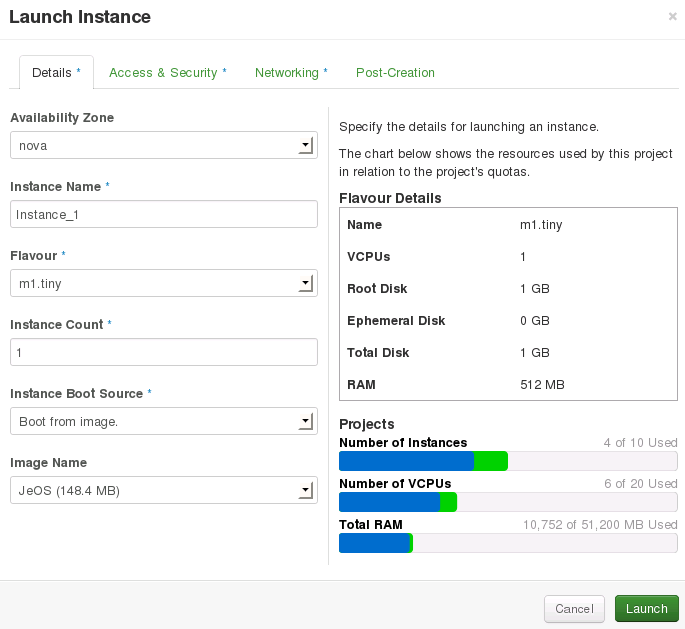 Launch Instance
×
Details *
Access & Security *
Networking *
Post-Creation
Availability Zone
nova
Instance Name *
Instance_1
Flavour *
m1.tiny
Instance Count *
1
Instance Boot Source *
Boot from image.
Image Name
JeOS (148.4 MB)
Specify the details for launching an instance.
The chart below shows the resources used by this project
in relation to the project's quotas.
Flavour Details
Name m1.tiny
VCPUs 1
Root Disk 1 GB
Ephemeral Disk 0 GB
Total Disk 1 GB
RAM 512 MB
Projects
Number of Instances 4 of 10 Used
Number of VCPUs 6 of 20 Used
Total RAM 10,752 of 51,200 MB Used
Cancel
Launch